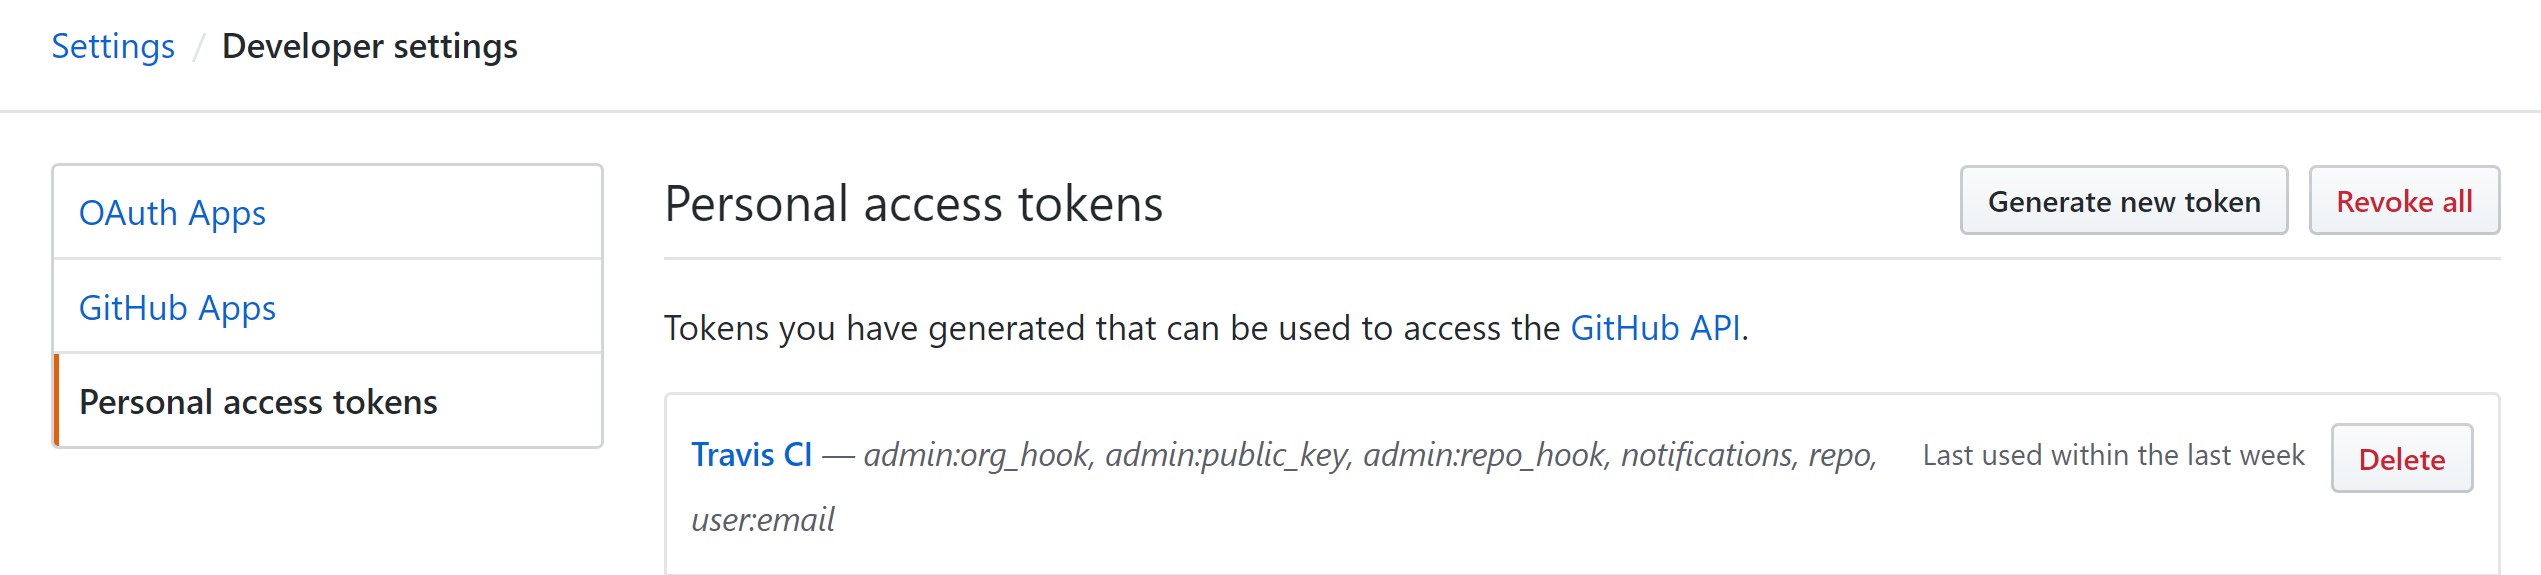 Settings / Developer settings
OAuth Apps
GitHub Apps
Personal access tokens
Personal access tokens
Generate new token
Revoke all
Tokens you have generated that can be used to access the GitHub API.
Travis CI — admin:org_hook, admin:public_key, admin:repo_hook, notifications, repo,
user:email
Last used within the last week
Delete